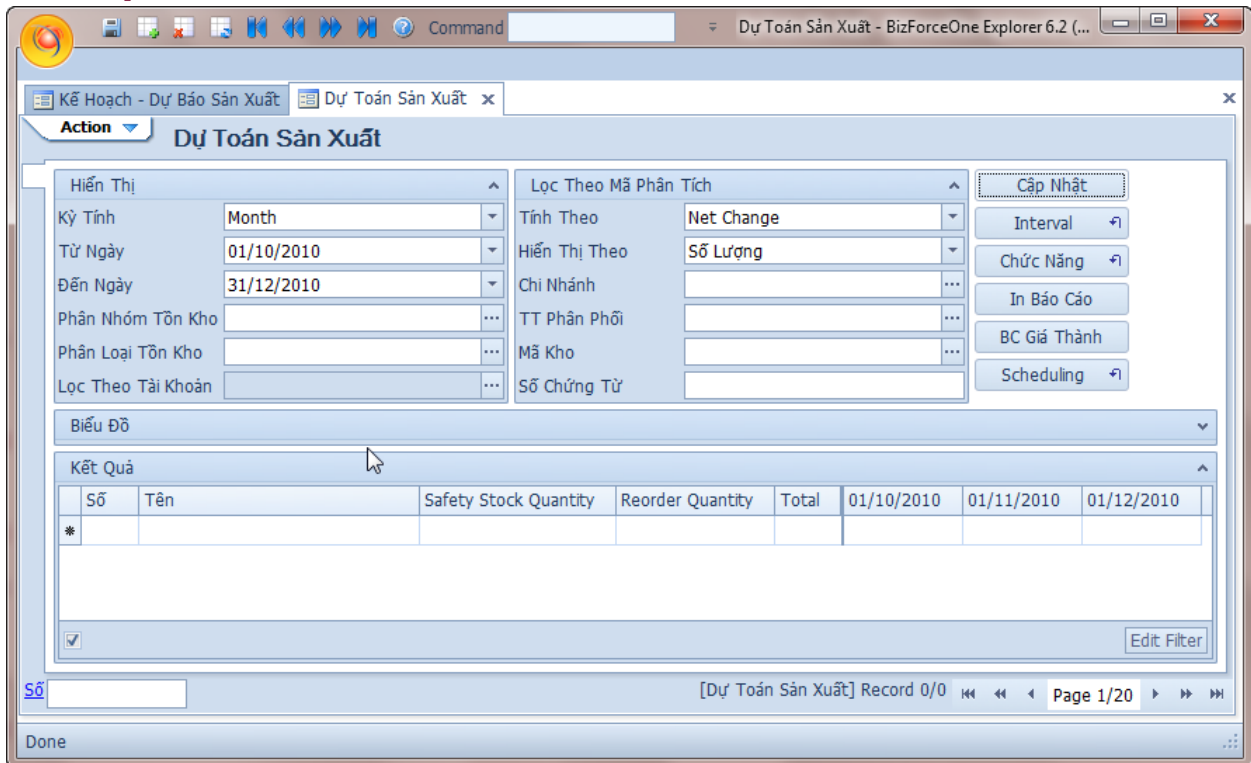 Command
Dự Toán Sản Xuất - BizForceOne Explorer 6.2 (...
Kế Hoạch - Dự Báo Sản Xuất
Dự Toán Sản Xuất
Action
Dự Toán Sản Xuất
Hiển Thị
Lọc Theo Mã Phân Tích
Cập Nhật
Kỳ Tính
Month
Tính Theo
Net Change
Interval
Từ Ngày
01/10/2010
Hiển Thị Theo
Số Lượng
Chức Năng
Đến Ngày
31/12/2010
Chi Nhánh
In Báo Cáo
Phân Nhóm Tồn Kho
TT Phân Phối
BC Giá Thành
Phân Loại Tồn Kho
Mã Kho
Scheduling
Lọc Theo Tài Khoản
Số Chứng Từ
Biểu Đồ
Kết Quả
Số
Tên
Safety Stock Quantity
Reorder Quantity
Total
01/10/2010
01/11/2010
01/12/2010
Edit Filter
Số
[Dự Toán Sản Xuất] Record 0/0
Page 1/20
Done